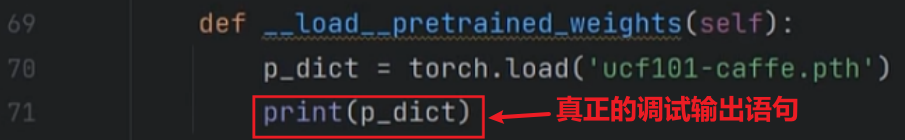 69 def __load__pretrained_weights(self):
70 p_dict = torch.load('ucf101-caffe.pth')
71 print(p_dict) 真正的调试输出语句